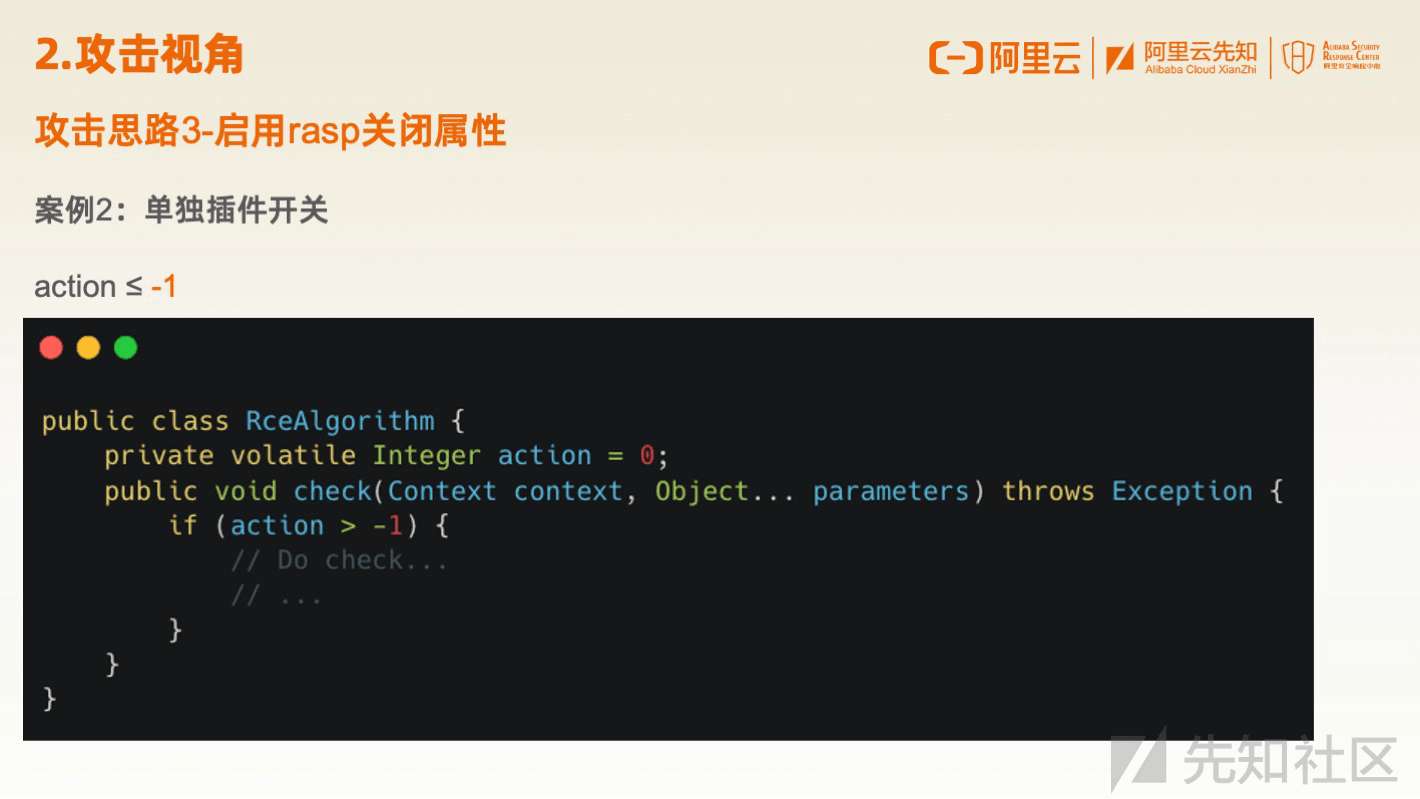 2.攻击视角
阿里云
阿里云先知
Alibaba Cloud XianZhi
ALIBABA SECURITY
RESPONSE CENTER
阿里安全响应中心
攻击思路3-启用rasp关闭属性
案例2：单独插件开关
action ≤ -1
public class RceAlgorithm {
    private volatile Integer action = 0;
    public void check(Context context, Object... parameters) throws Exception {
        if (action > -1) {
            // Do check...
            // ...
        }
    }
}
先知社区